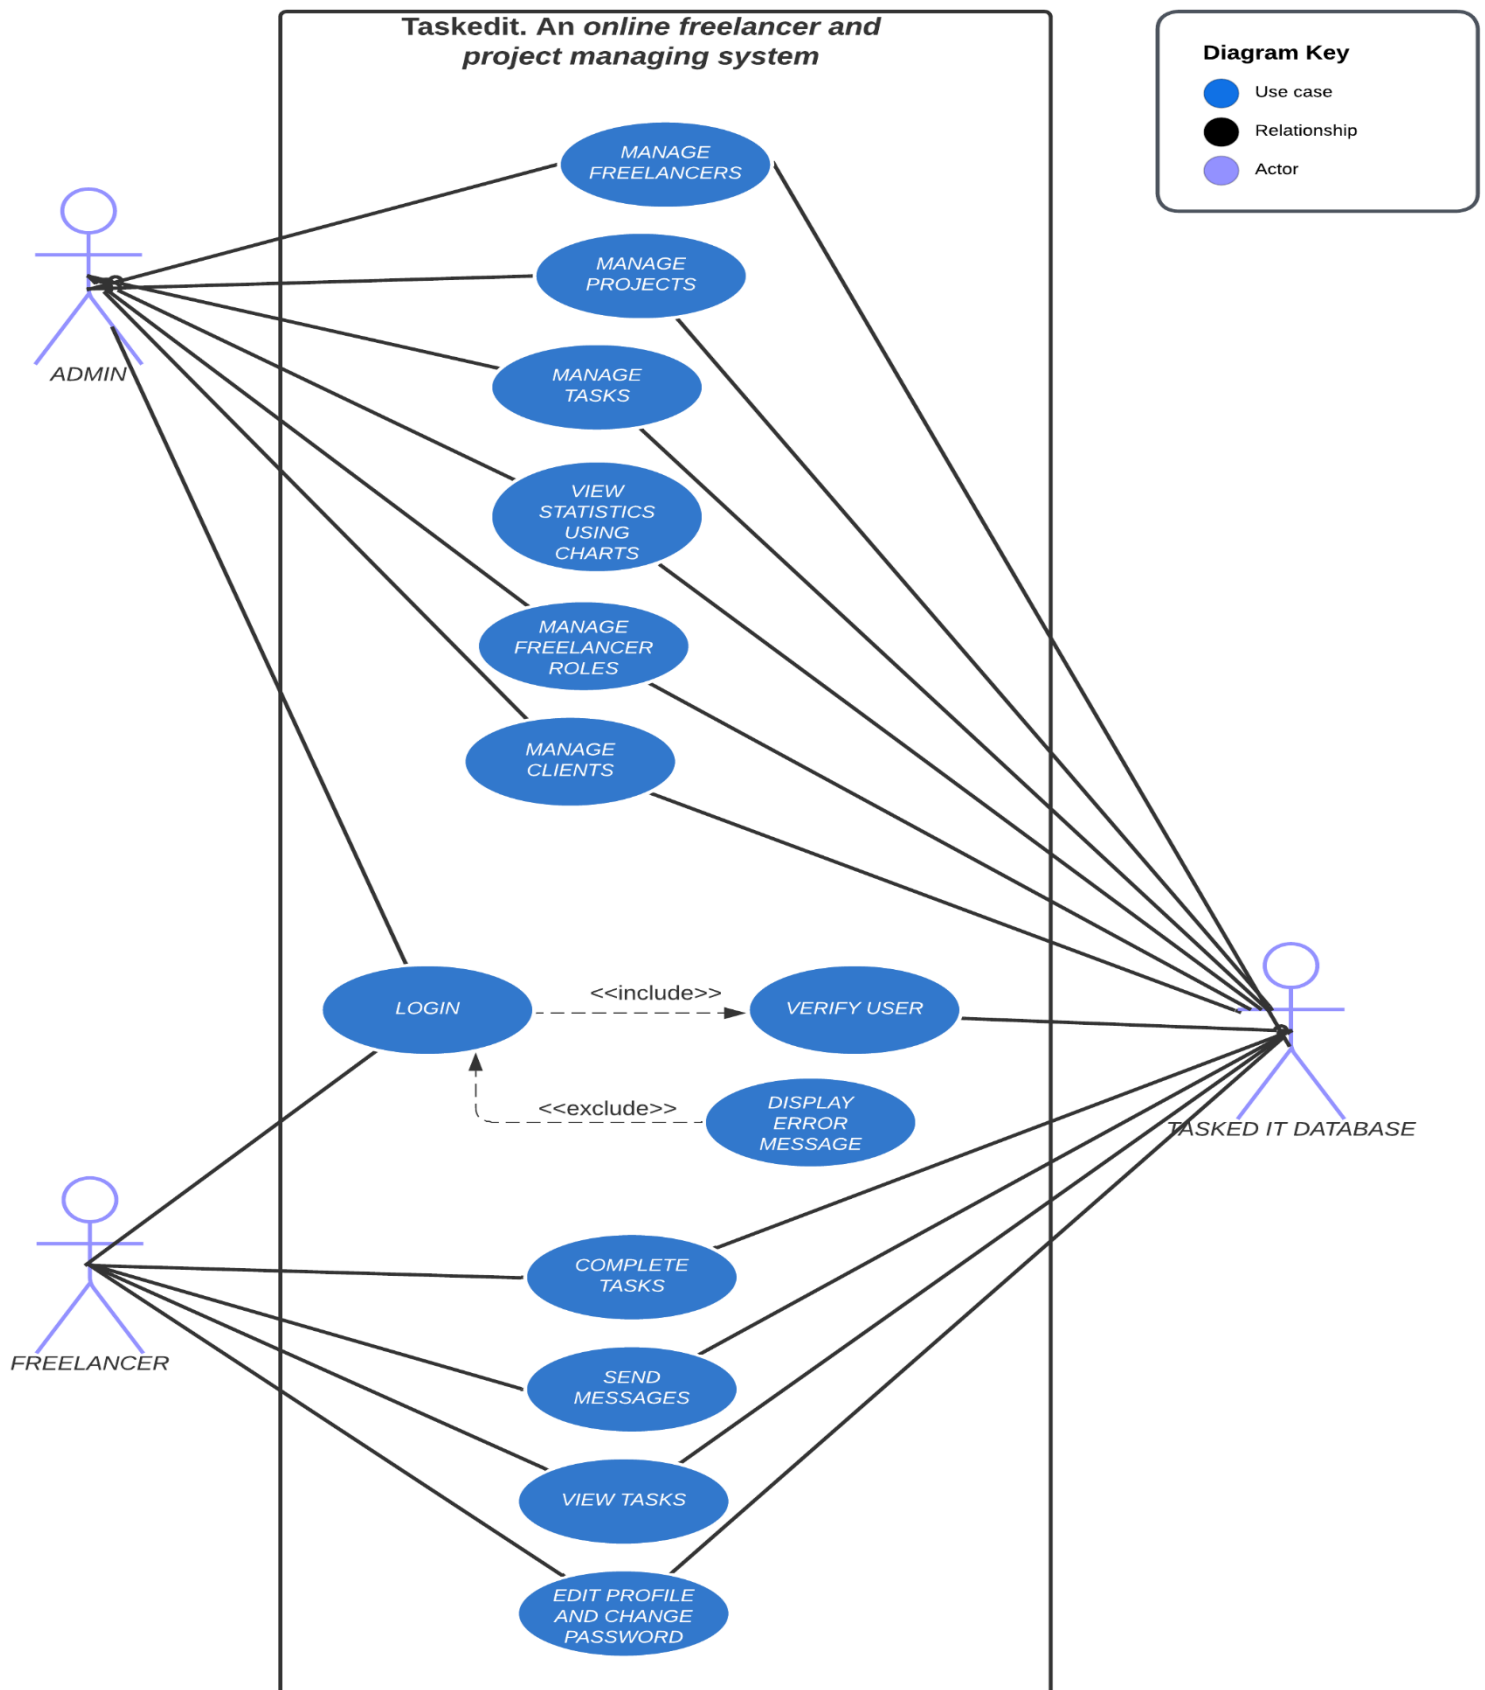 Taskedit. An online freelancer and
project managing system
Diagram Key
Use case
Relationship
Actor
MANAGE
FREELANCERS
MANAGE
PROJECTS
MANAGE
TASKS
ADMIN
VIEW
STATISTICS
USING
CHARTS
MANAGE
FREELANCER
ROLES
MANAGE
CLIENTS
LOGIN
<<include>>
VERIFY USER
<<exclude>>
DISPLAY
ERROR
MESSAGE
TASKED IT DATABASE
COMPLETE
TASKS
FREELANCER
SEND
MESSAGES
VIEW TASKS
EDIT PROFILE
AND CHANGE
PASSWORD